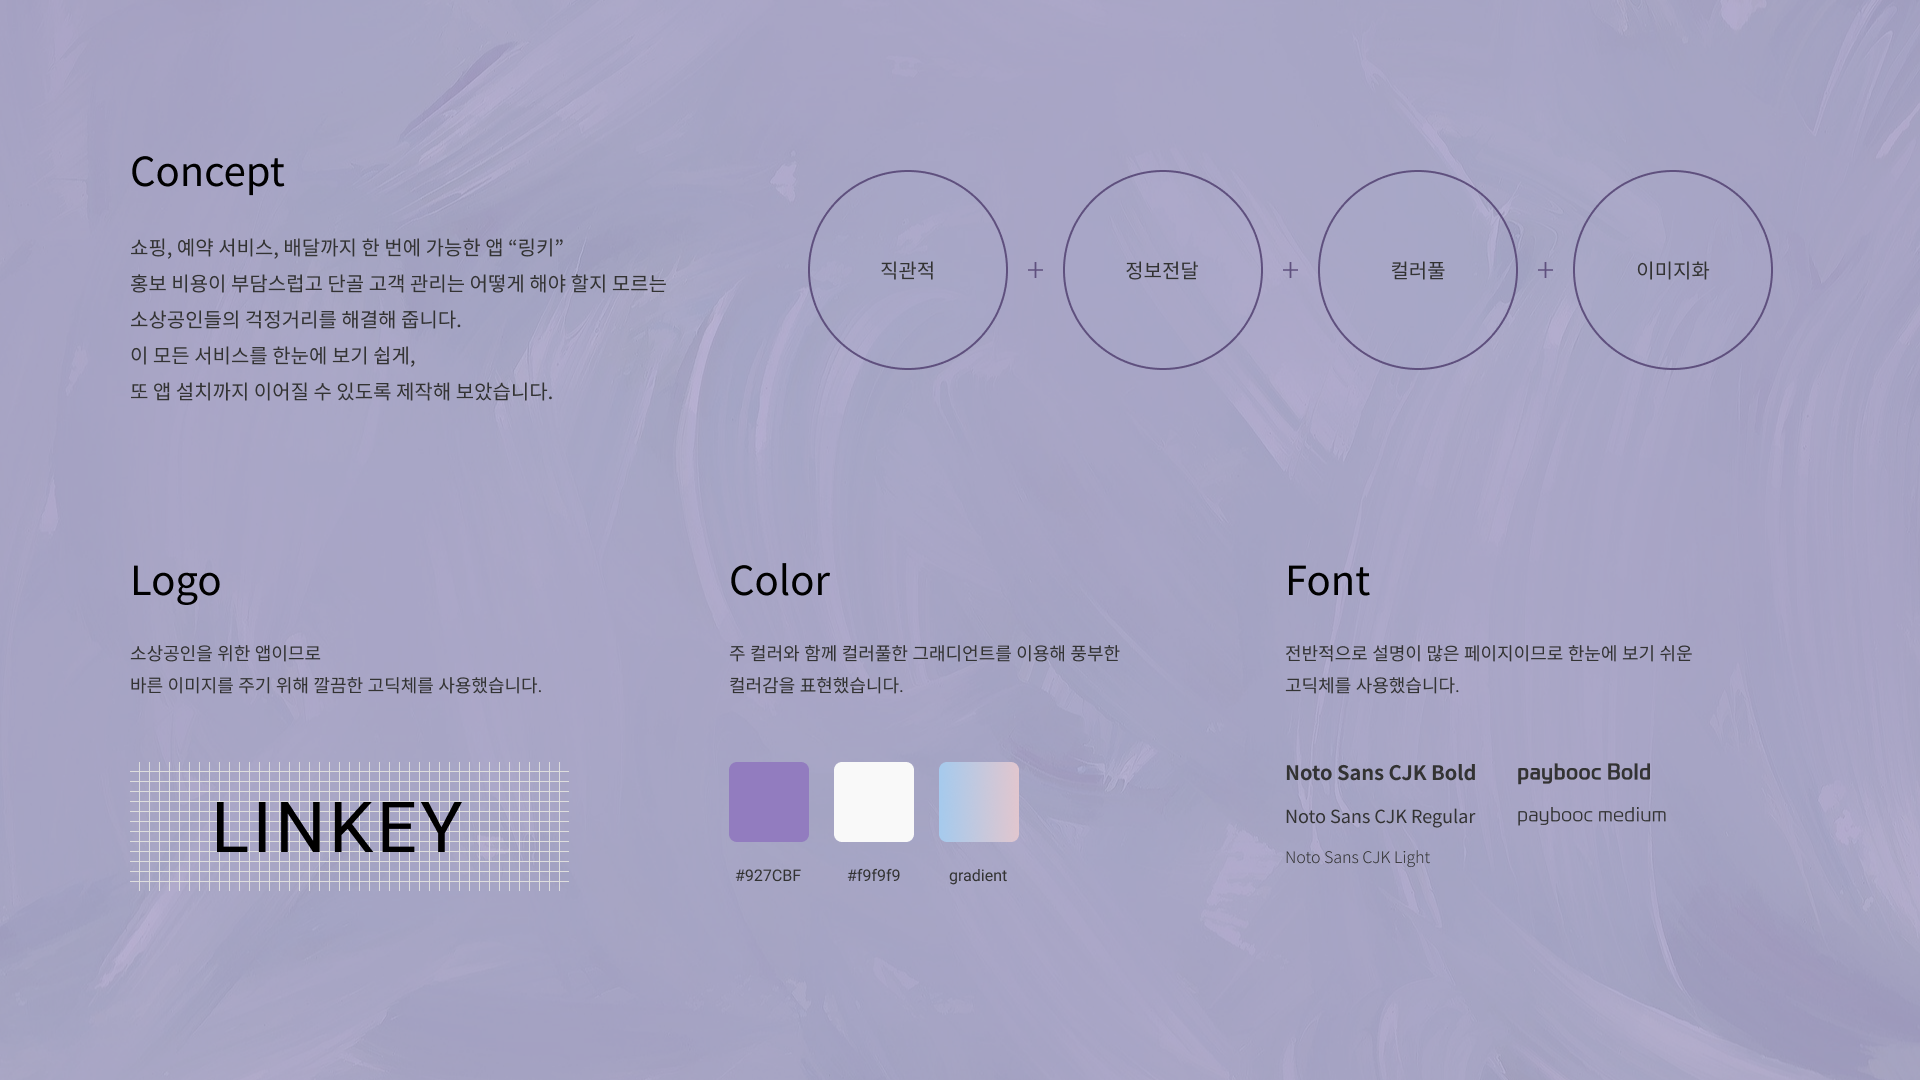 Concept
쇼핑, 예약 서비스, 배달까지 한 번에 가능한 앱 “링키”
홍보 비용이 부담스럽고 단골 고객 관리는 어떻게 해야 할지 모르는
소상공인들의 걱정거리를 해결해 줍니다.
이 모든 서비스를 한눈에 보기 쉽게,
또 앱 설치까지 이어질 수 있도록 제작해 보았습니다.
직관적 + 정보전달 + 컬러풀 + 이미지화
Logo
소상공인을 위한 앱이므로
바른 이미지를 주기 위해 깔끔한 고딕체를 사용했습니다.
LINKEY
Color
주 컬러와 함께 컬러풀한 그래디언트를 이용해 풍부한
컬러감을 표현했습니다.
#927CBF
#f9f9f9
gradient
Font
전반적으로 설명이 많은 페이지이므로 한눈에 보기 쉬운
고딕체를 사용했습니다.
Noto Sans CJK Bold
Noto Sans CJK Regular
Noto Sans CJK Light
paybooc Bold
paybooc medium